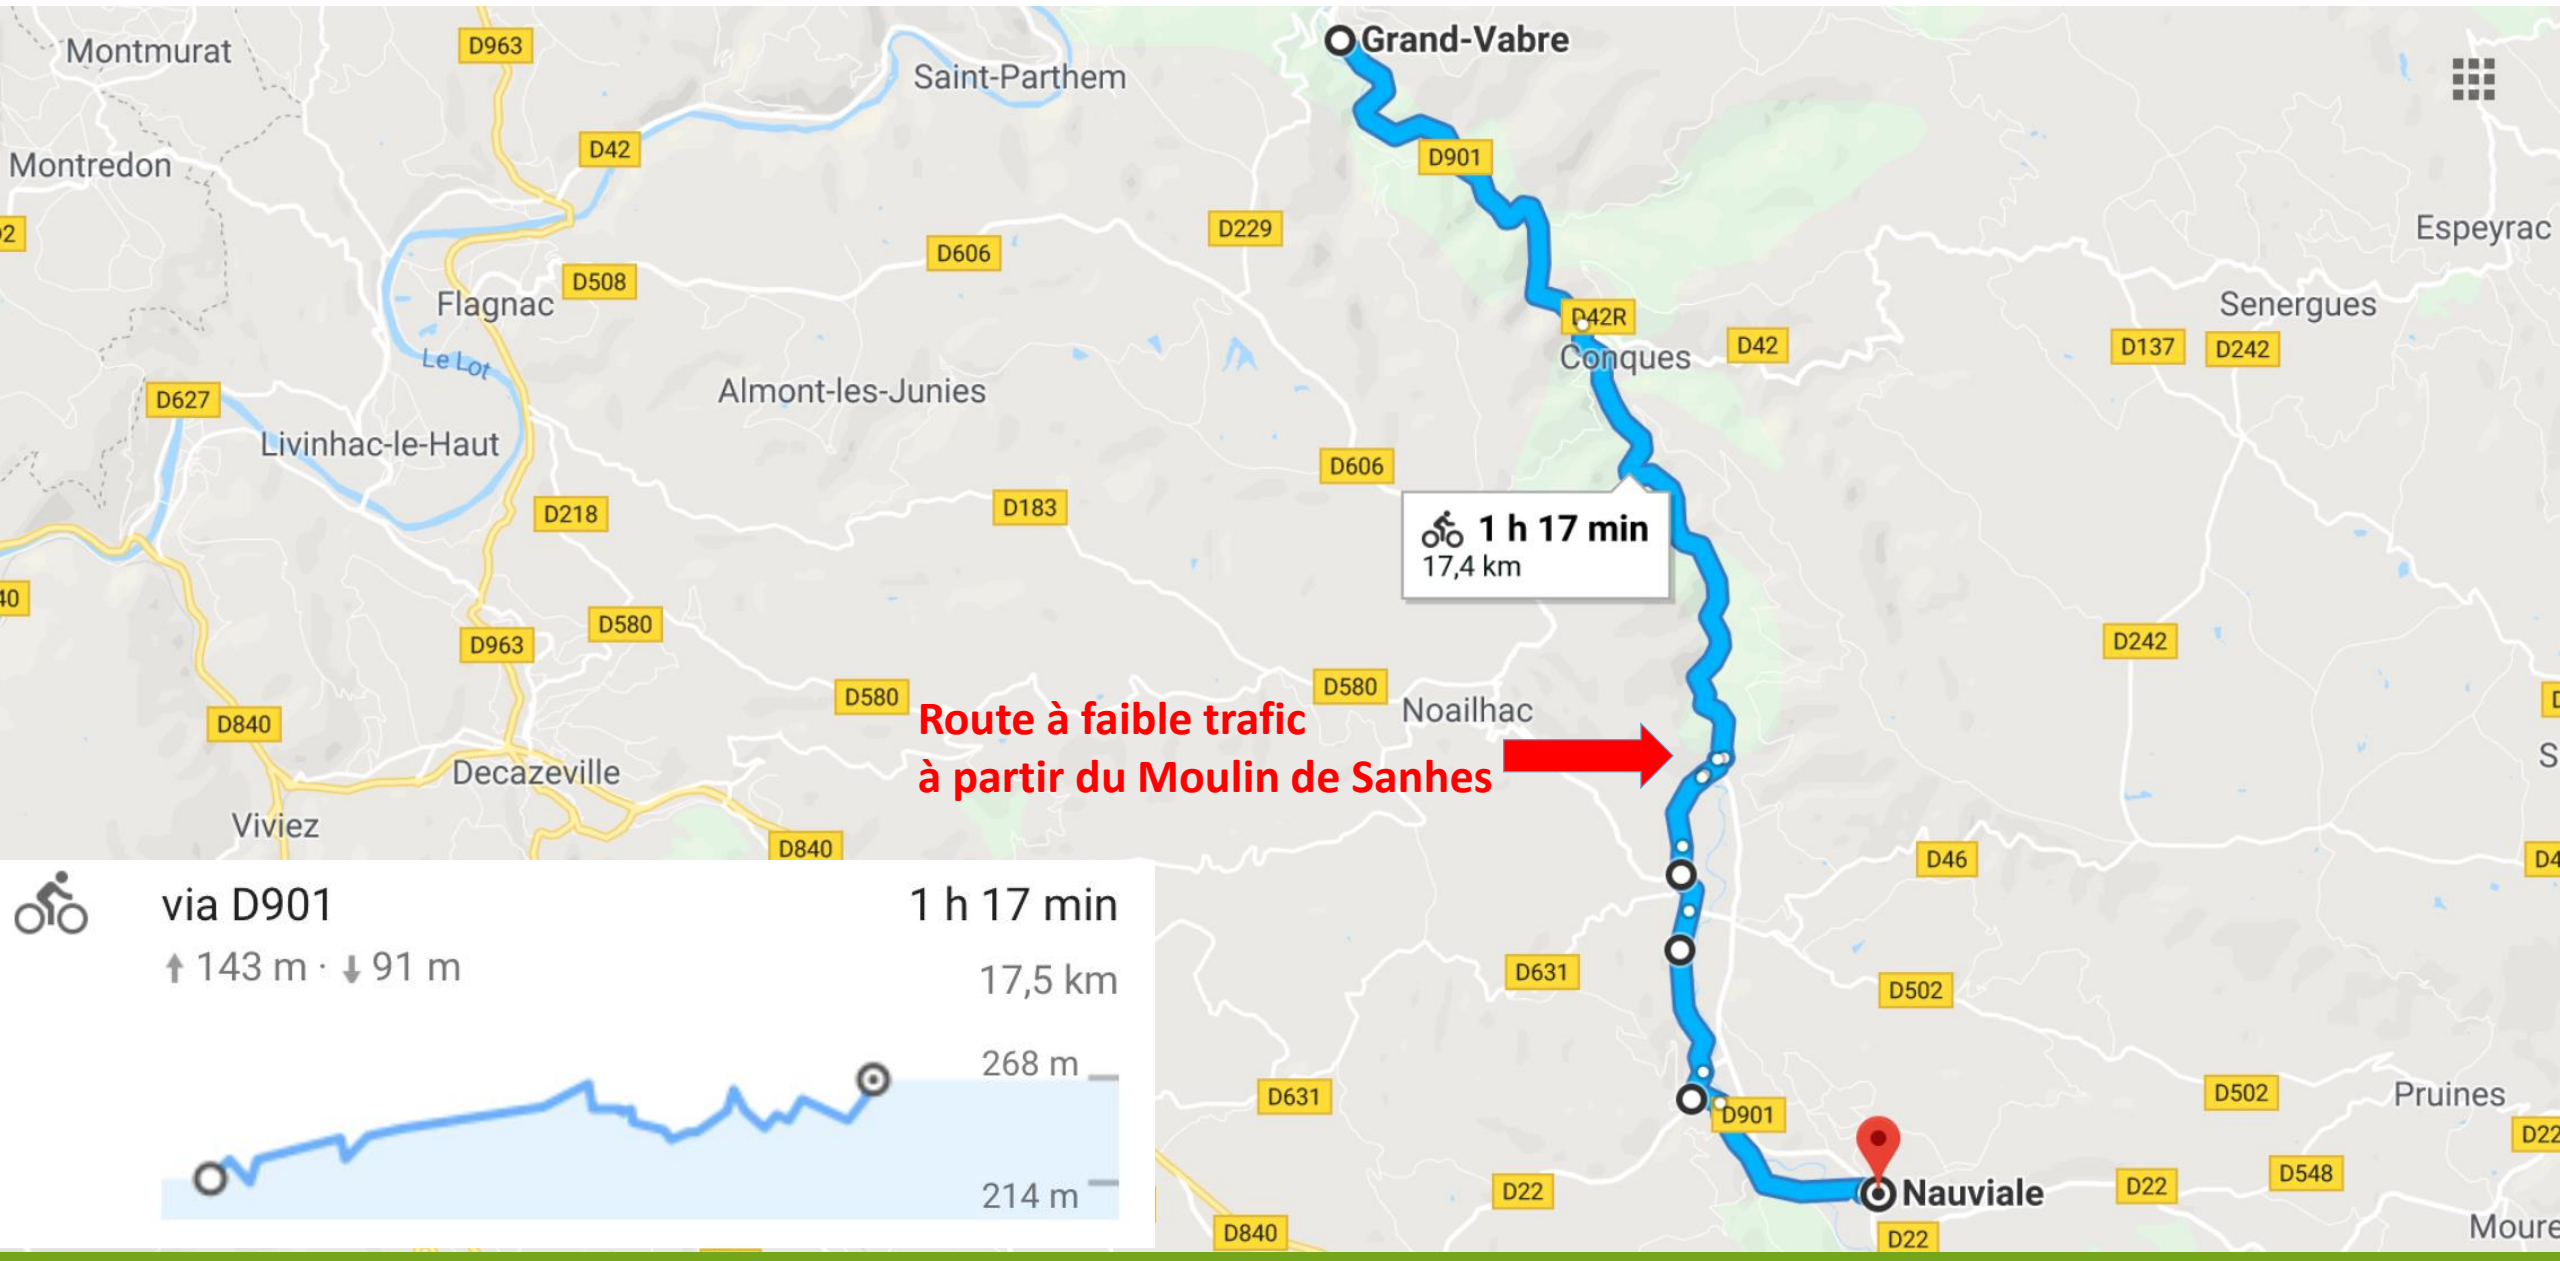 Montmurat
D963
Grand-Vabre
Saint-Parthem
D42
D901
Montredon
D229
Espeyrac
D606
D508
Flagnac
Senergues
D42R
D42
D137
D242
Conques
Le Lot
Almont-les-Junies
D627
Livinhac-le-Haut
D606
D183
D218
1 h 17 min
17,4 km
40
D580
D963
D242
D580
D580
Noailhac
D840
Route à faible trafic
à partir du Moulin de Sanhes
Decazeville
S
Viviez
D840
D46
D4
via D901
1 h 17 min
143 m · 91 m
17,5 km
D631
D502
268 m
D631
D901
D502
Pruines
D22
214 m
D22
Nauviale
D22
D548
D840
D22
Moure